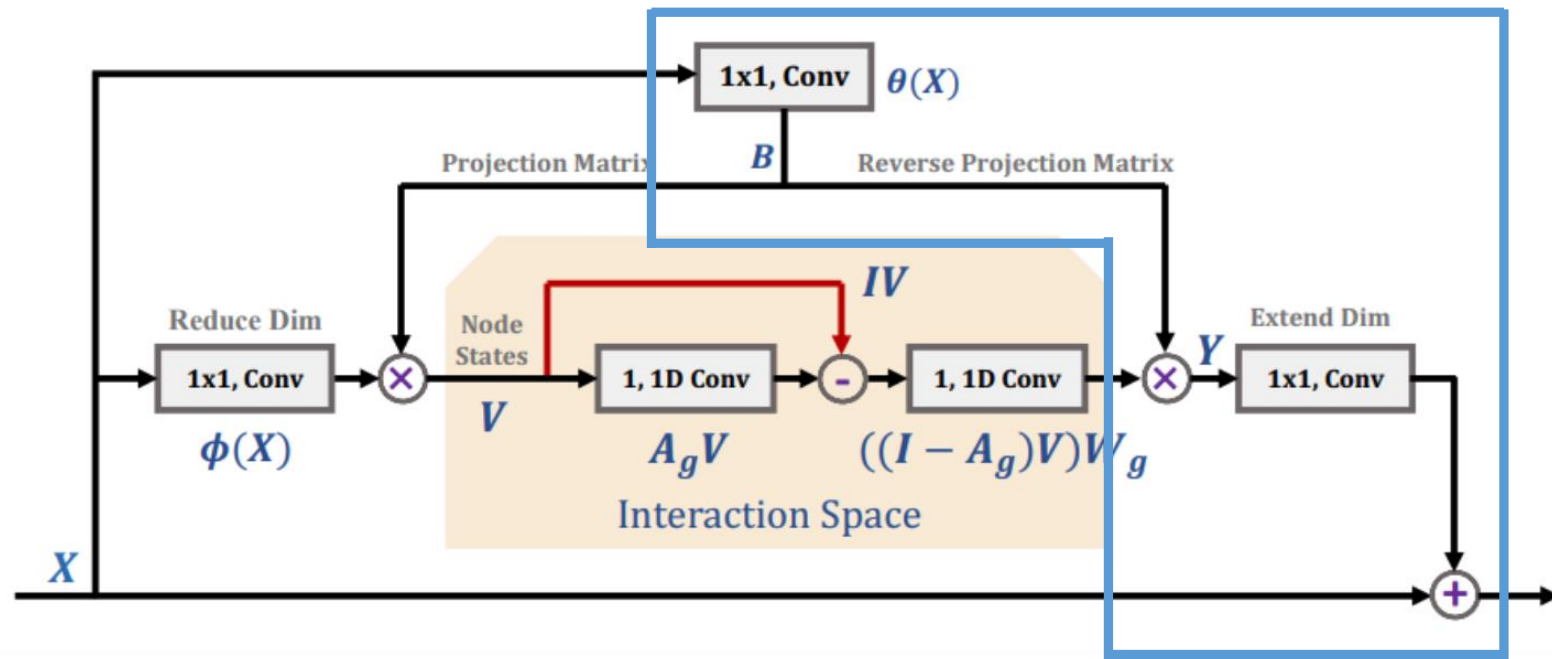 1x1, Conv
θ(X)
Projection Matrix
B
Reverse Projection Matrix
IV
Reduce Dim
Node
States
Extend Dim
1x1, Conv
×
1, 1D Conv
-
1, 1D Conv
×
Y
1x1, Conv
V
ϕ(X)
A_gV
((I − A_g)V)W_g
Interaction Space
X
+